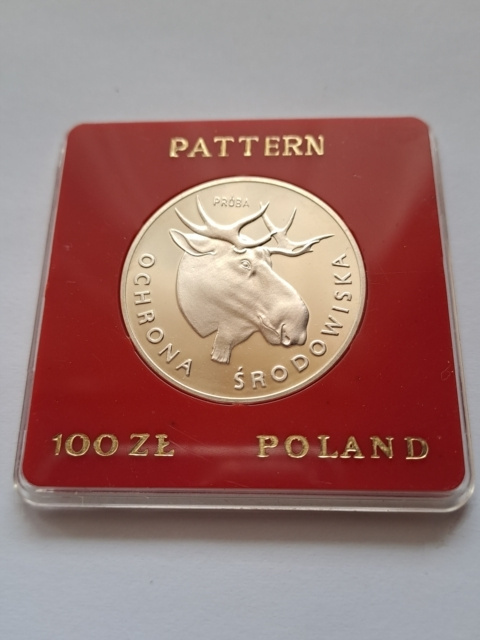 PATTERN
PRÓBA
OCHRONA ŚRODOWISKA
100 ZŁ POLAND